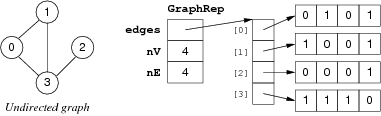 1
0
2
3
Undirected graph
GraphRep
edges
nV 4
nE 4
[0] 0 1 0 1
[1] 1 0 0 1
[2] 0 0 0 1
[3] 1 1 1 0